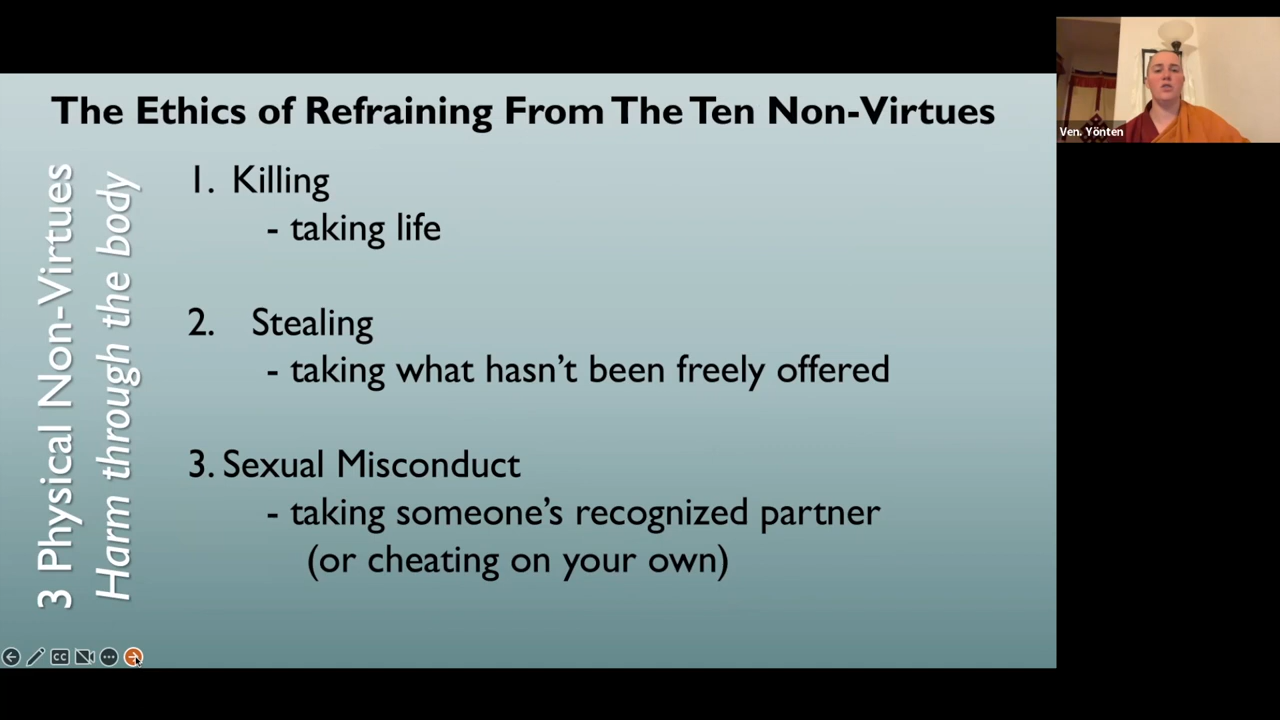 The Ethics of Refraining From The Ten Non-Virtues
3 Physical Non-Virtues
Harm through the body
1. Killing
- taking life
2. Stealing
- taking what hasn't been freely offered
3. Sexual Misconduct
- taking someone's recognized partner
(or cheating on your own)
CC
Ven. Yönten